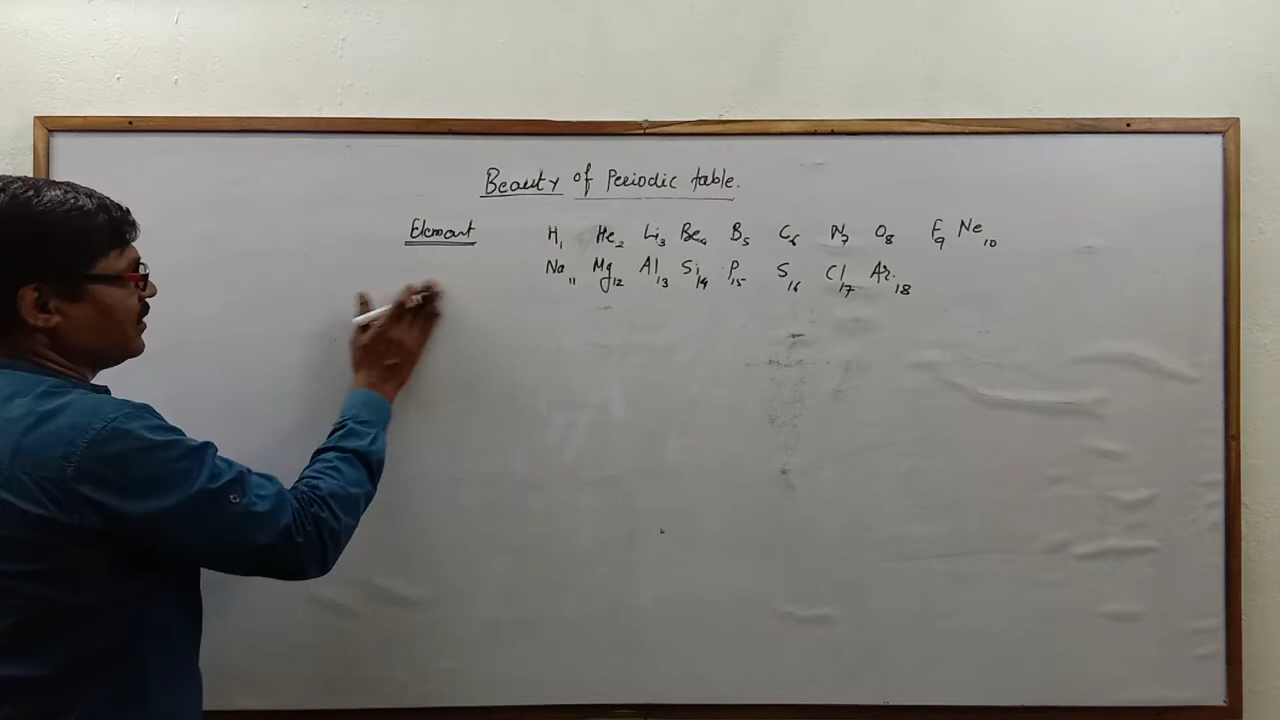 Beauty of Periodic table.
Element H₁ He₂ Li₃ Be₄ B₅ C₆ N₇ O₈ F₉ Ne₁₀
Na₁₁ Mg₁₂ Al₁₃ Si₁₄ P₁₅ S₁₆ Cl₁₇ Ar₁₈